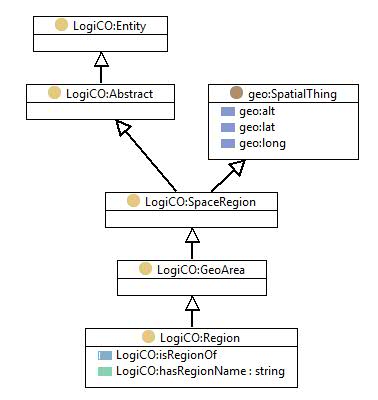 LogiCO:Entity
LogiCO:Abstract
geo:SpatialThing
geo:alt
geo:lat
geo:long
LogiCO:SpaceRegion
LogiCO:GeoArea
LogiCO:Region
LogiCO:isRegionOf
LogiCO:hasRegionName : string